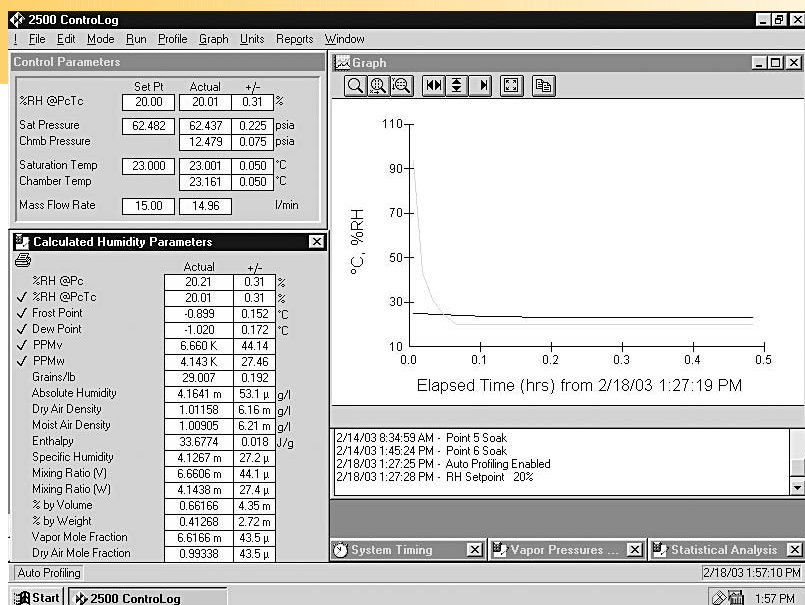 2500 ControLog
! File Edit Mode Run Profile Graph Units Reports Window
Control Parameters
Set Pt Actual +/-
%RH @PcTc 20.00 20.01 0.31 %
Sat Pressure 62.482 62.437 0.225 psia
Chmb Pressure 12.479 0.075 psia
Saturation Temp 23.000 23.001 0.050 °C
Chamber Temp 23.161 0.050 °C
Mass Flow Rate 15.00 14.96 l/min
Calculated Humidity Parameters
Actual +/-
%RH @Pc 20.21 0.31 %
%RH @PcTc 20.01 0.31 %
Frost Point -0.899 0.152 °C
Dew Point -1.020 0.172 °C
PPMv 6.660 K 44.14
PPMw 4.143 K 27.46
Grains/lb 29.007 0.192
Absolute Humidity 4.1641 m 53.1 µ g/l
Dry Air Density 1.01158 6.16 m g/l
Moist Air Density 1.00905 6.21 m g/l
Enthalpy 33.6774 0.018 J/g
Specific Humidity 4.1267 m 27.2 µ
Mixing Ratio (V) 6.6606 m 44.1 µ
Mixing Ratio (W) 4.1438 m 27.4 µ
% by Volume 0.66166 4.35 m
% by Weight 0.41268 2.72 m
Vapor Mole Fraction 6.6166 m 43.5 µ
Dry Air Mole Fraction 0.99338 43.5 µ
Graph
110
90
70
50
30
10
°C, %RH
0.0 0.1 0.2 0.3 0.4 0.5
Elapsed Time (hrs) from 2/18/03 1:27:19 PM
2/14/03 8:34:59 AM - Point 5 Soak
2/14/03 1:45:24 PM - Point 6 Soak
2/18/03 1:27:25 PM - Auto Profiling Enabled
2/18/03 1:27:28 PM - RH Setpoint 20%
System Timing
Vapor Pressures ...
Statistical Analysis
Auto Profiling
2/18/03 1:57:10 PM
Start
2500 ControLog
1:57 PM